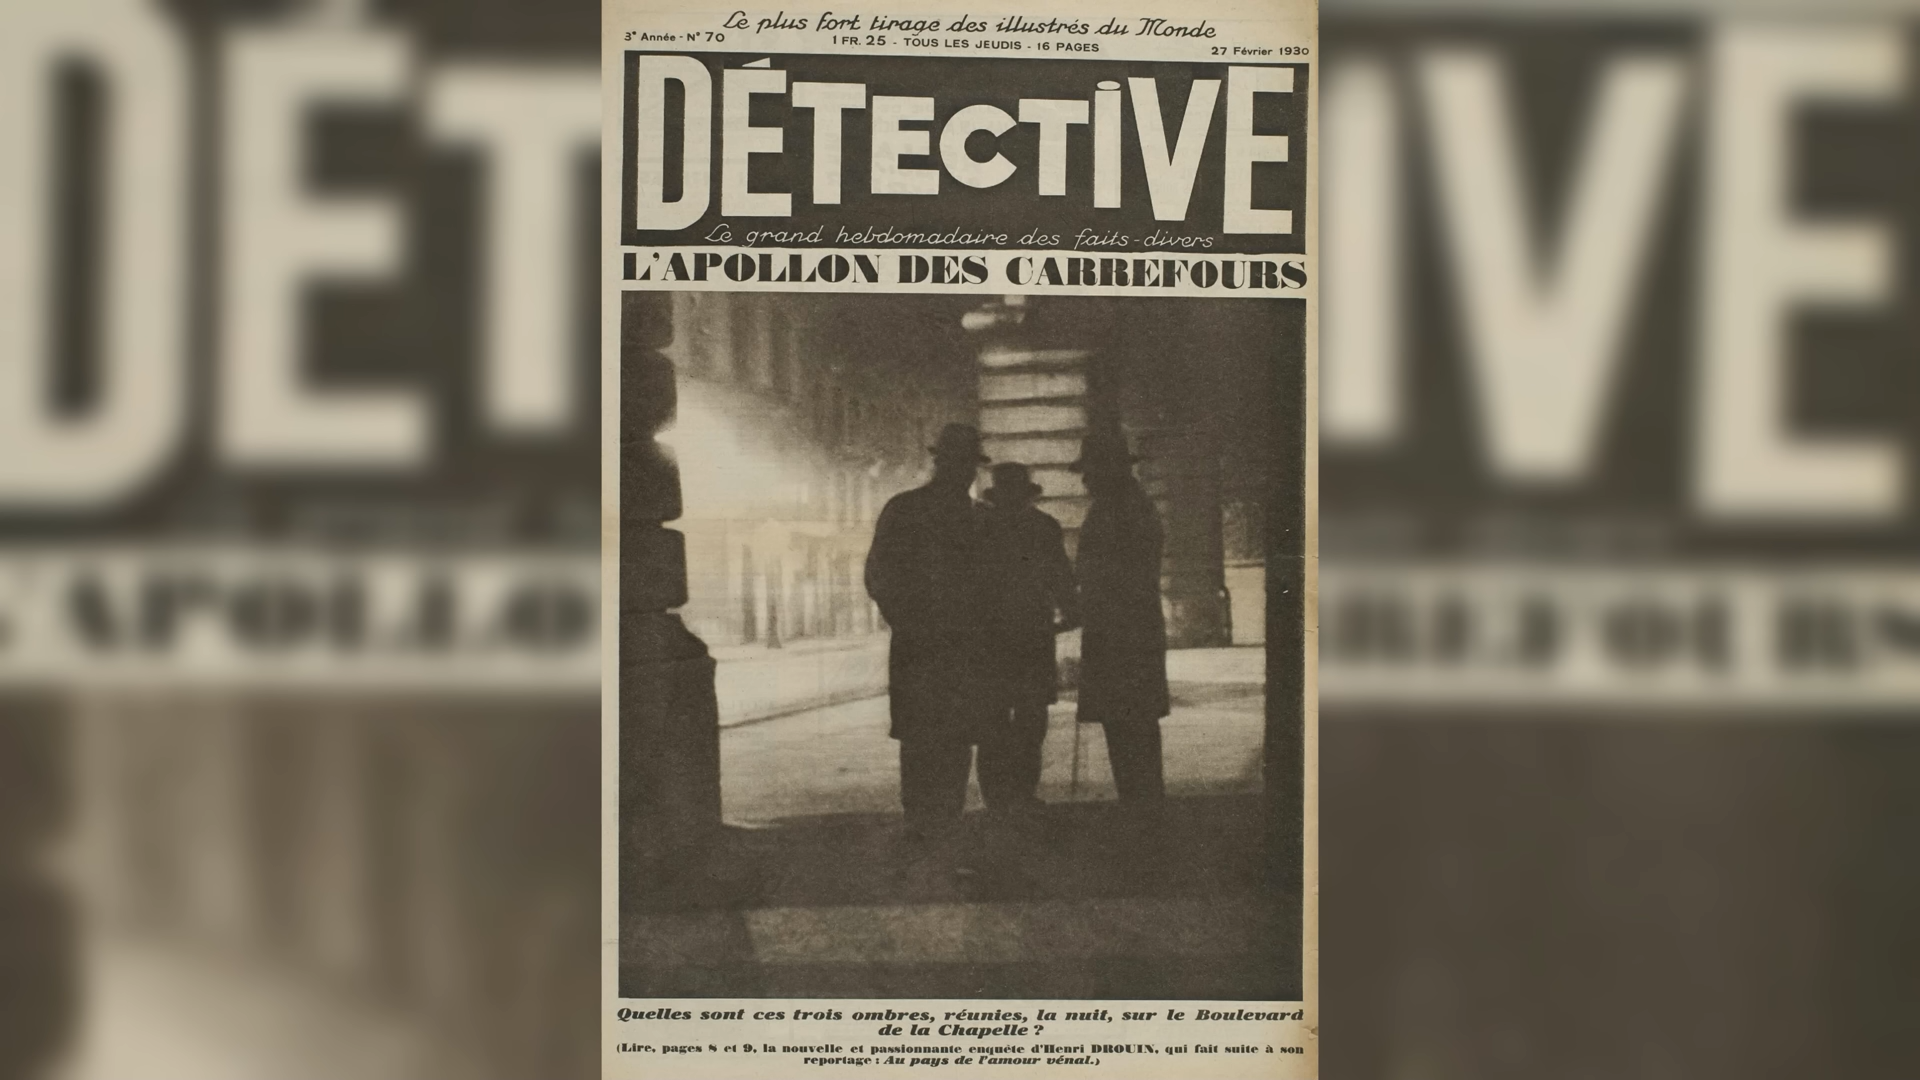 Le plus fort tirage des illustrés du Monde
3ᵉ Année - N° 70
1 FR. 25 - TOUS LES JEUDIS - 16 PAGES
27 Février 1930
DÉTECTIVE
Le grand hebdomadaire des faits-divers
L'APOLLON DES CARREFOURS
Quelles sont ces trois ombres, réunies, la nuit, sur le Boulevard
de la Chapelle ?
(Lire, pages 8 et 9, la nouvelle et passionnante enquête d'Henri DROUIN, qui fait suite à son
reportage : Au pays de l'amour vénal.)